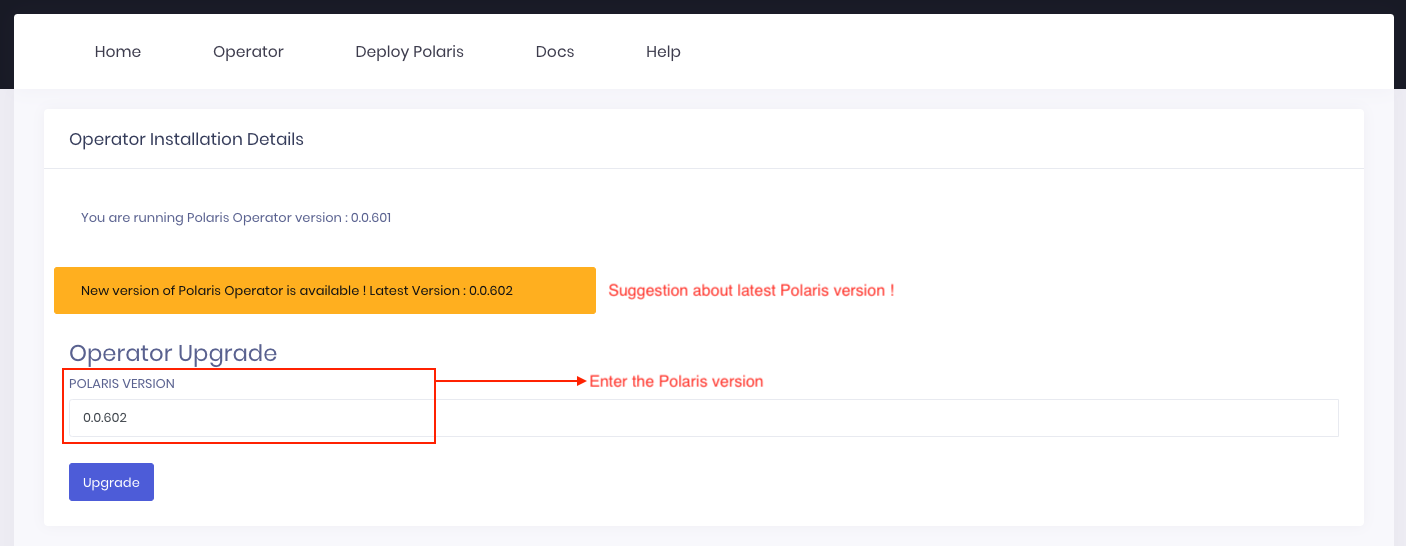 Home Operator Deploy Polaris Docs Help
Operator Installation Details
You are running Polaris Operator version : 0.0.601
New version of Polaris Operator is available ! Latest Version : 0.0.602
Suggestion about latest Polaris version !
Operator Upgrade
POLARIS VERSION
Enter the Polaris version
0.0.602
Upgrade